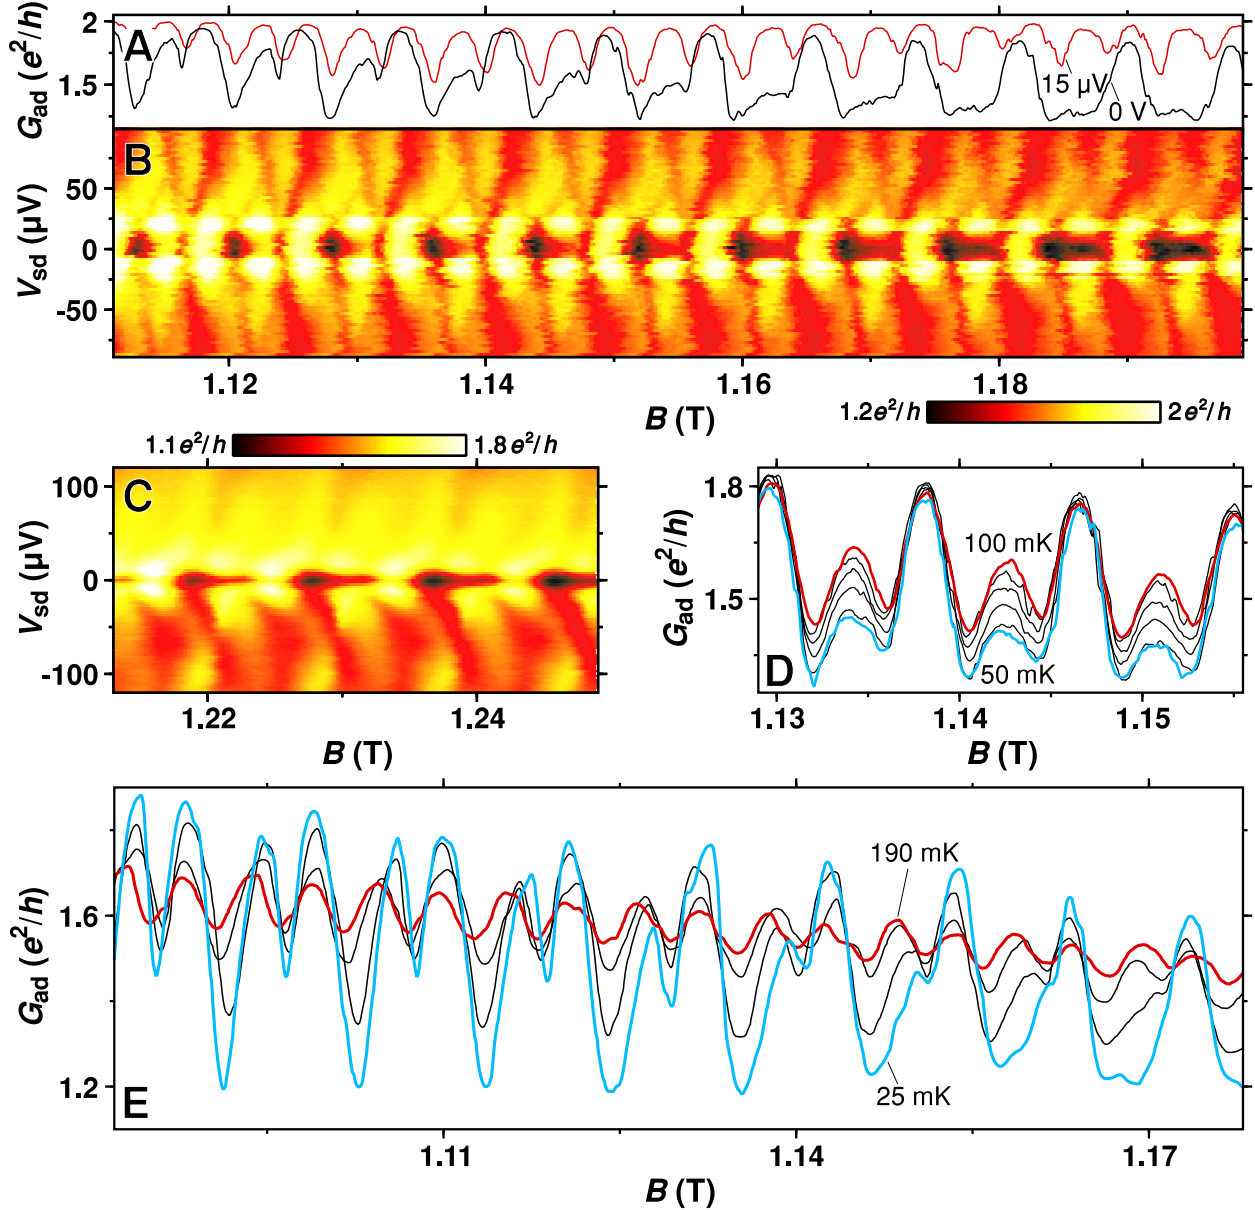 G_ad (e²/h)
2
1.5
A
15 µV
0 V
V_sd (µV)
50
0
-50
B
1.12
1.14
1.16
1.18
B (T)
1.2e²/h
2e²/h
1.1e²/h
1.8e²/h
V_sd (µV)
100
0
-100
C
1.22
1.24
B (T)
G_ad (e²/h)
1.8
1.5
100 mK
50 mK
D
1.13
1.14
1.15
B (T)
G_ad (e²/h)
1.6
1.2
190 mK
25 mK
E
1.11
1.14
1.17
B (T)